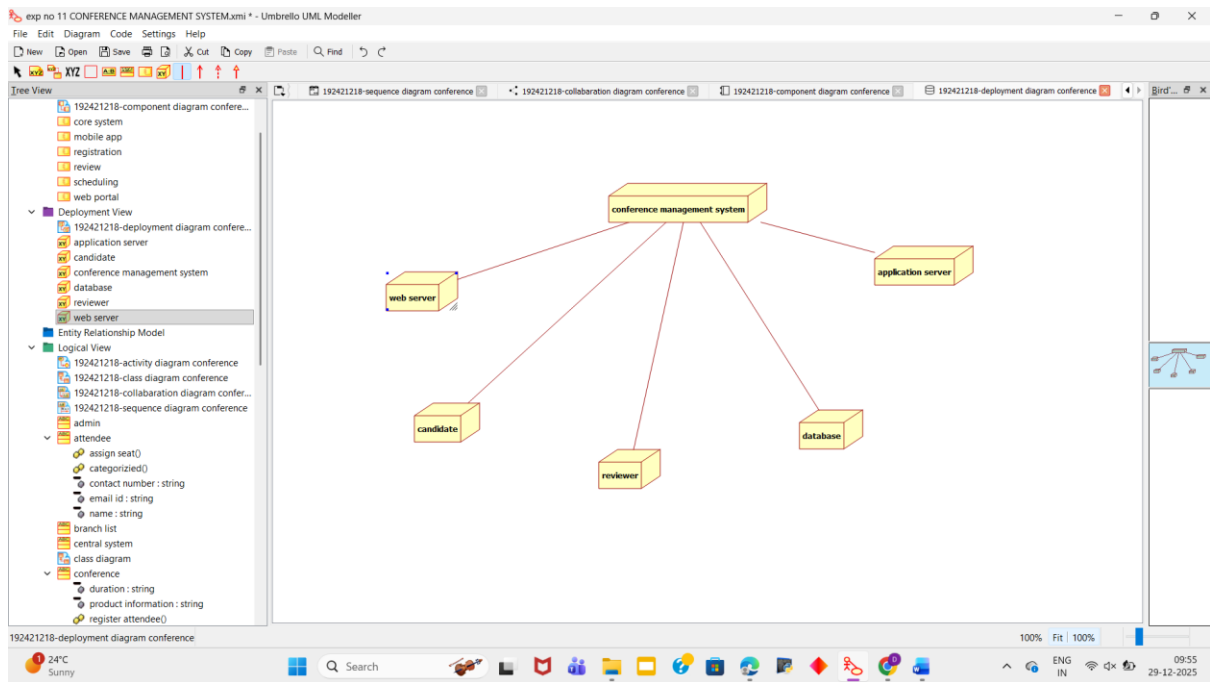 exp no 11 CONFERENCE MANAGEMENT SYSTEM.xmi * - Umbrello UML Modeller
File Edit Diagram Code Settings Help
New Open Save Cut Copy Paste Find
XYZ
Tree View
192421218-sequence diagram conference 192421218-collabaration diagram conference 192421218-component diagram conference 192421218-deployment diagram conference
Bird'...
192421218-component diagram confere...
core system
mobile app
registration
review
scheduling
web portal
Deployment View
192421218-deployment diagram confere...
application server
candidate
conference management system
database
reviewer
web server
Entity Relationship Model
Logical View
192421218-activity diagram conference
192421218-class diagram conference
192421218-collabaration diagram confer...
192421218-sequence diagram conference
admin
attendee
assign seat()
categorizied()
contact number : string
email id : string
name : string
branch list
central system
class diagram
conference
duration : string
product information : string
register attendee()
conference management system
application server
web server
candidate
database
reviewer
192421218-deployment diagram conference
100% Fit 100%
1
24°C
Sunny
Search
ENG
IN
09:55
29-12-2025